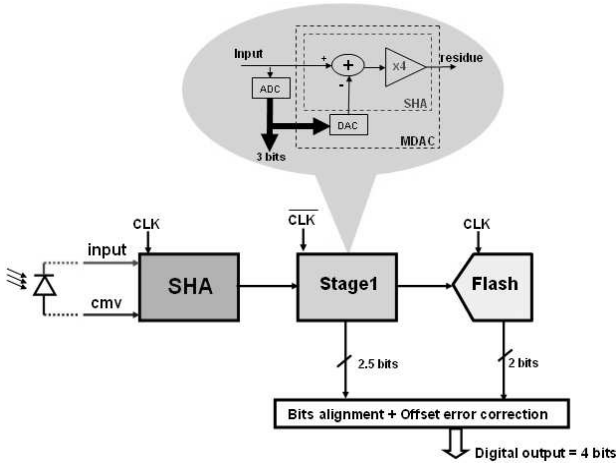 Input
+
+
-
x4
residue
ADC
SHA
DAC
MDAC
3 bits
CLK
CLK
CLK
input
cmv
SHA
Stage1
Flash
2.5 bits
2 bits
Bits alignment + Offset error correction
Digital output = 4 bits